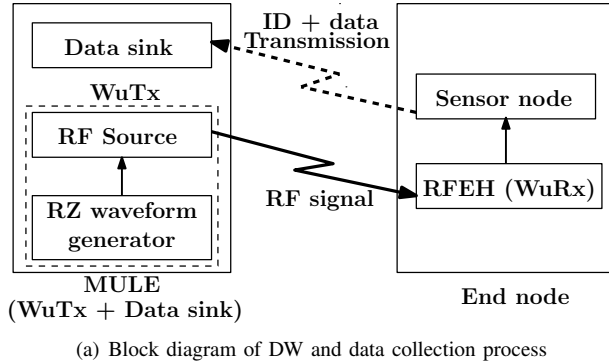 Data sink
WuTx
RF Source
RZ waveform
generator
MULE
(WuTx + Data sink)
ID + data
Transmission
RF signal
Sensor node
RFEH (WuRx)
End node
(a) Block diagram of DW and data collection process